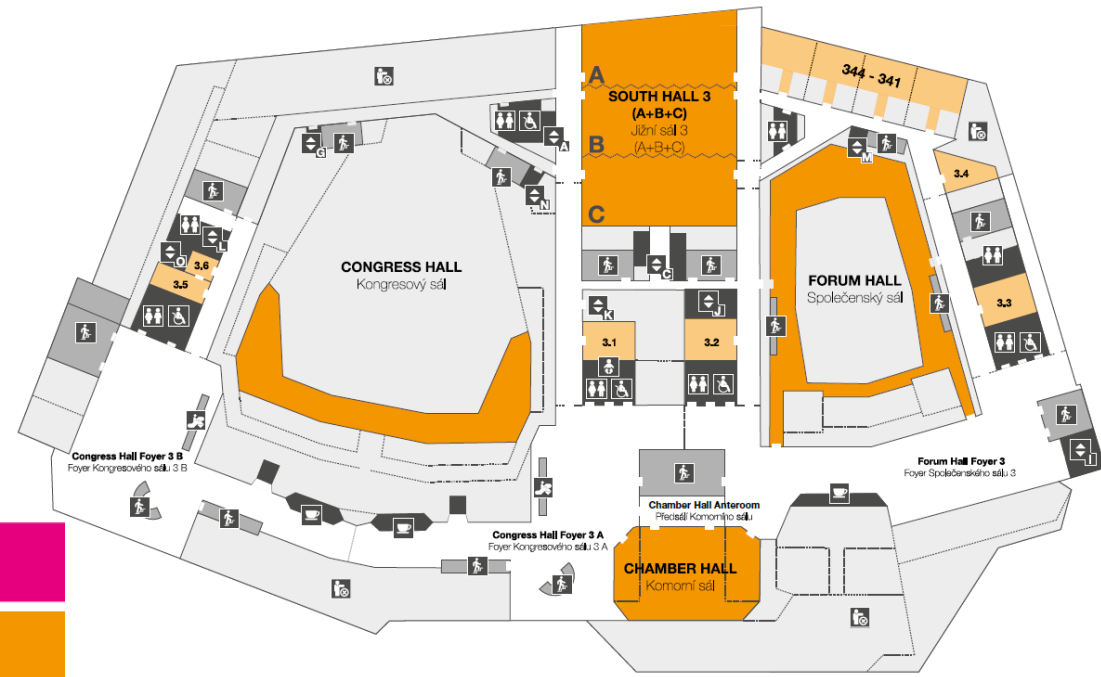 A
SOUTH HALL 3
(A+B+C)
Jižní sál 3
(A+B+C)
B
C
344 - 341
A
G
N
M
3.4
L
O
3.6
3.5
CONGRESS HALL
Kongresový sál
C
FORUM HALL
Společenský sál
K
J
3.1
3.2
3.3
Congress Hall Foyer 3 B
Foyer Kongresového sálu 3 B
Forum Hall Foyer 3
Foyer Společenského sálu 3
I
Chamber Hall Anteroom
Předsálí Komorního sálu
Congress Hall Foyer 3 A
Foyer Kongresového sálu 3 A
CHAMBER HALL
Komorní sál